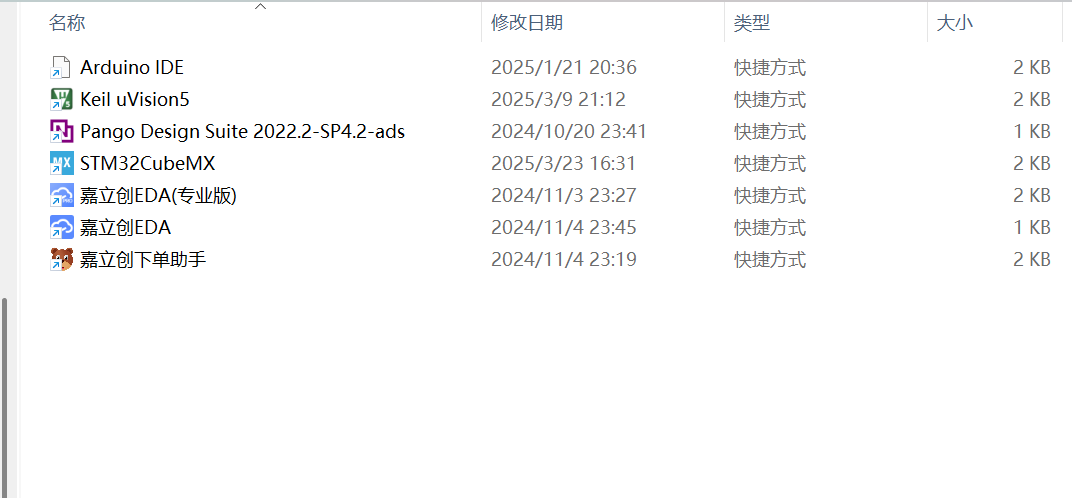 名称 修改日期 类型 大小
Arduino IDE 2025/1/21 20:36 快捷方式 2 KB
Keil uVision5 2025/3/9 21:12 快捷方式 2 KB
Pango Design Suite 2022.2-SP4.2-ads 2024/10/20 23:41 快捷方式 1 KB
STM32CubeMX 2025/3/23 16:31 快捷方式 2 KB
嘉立创EDA(专业版) 2024/11/3 23:27 快捷方式 2 KB
嘉立创EDA 2024/11/4 23:45 快捷方式 1 KB
嘉立创下单助手 2024/11/4 23:19 快捷方式 2 KB